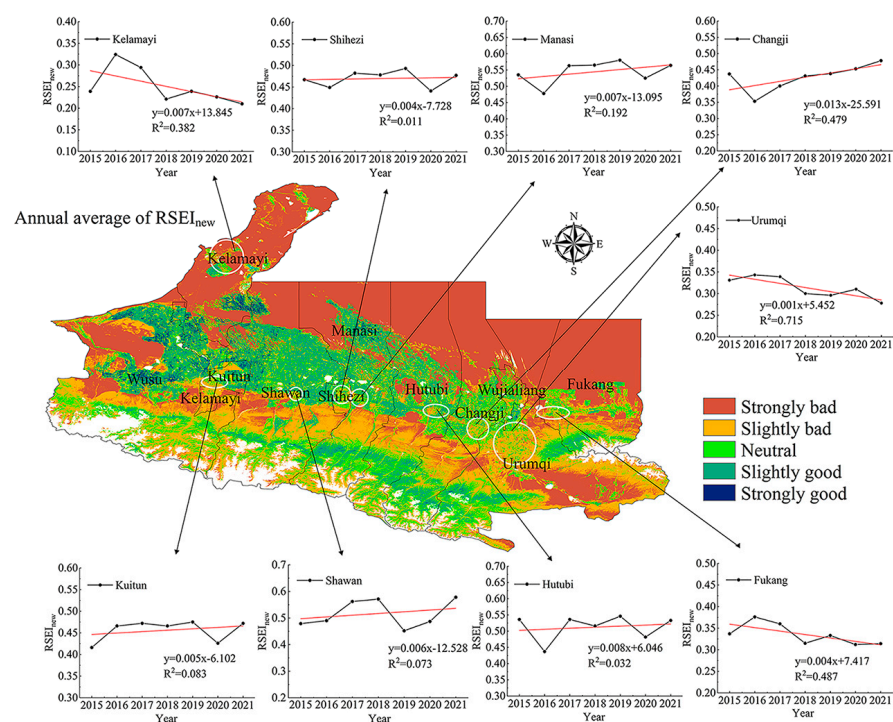 Kelamayi
RSEInew
0.40
0.35
0.30
0.25
0.20
0.15
0.10
y=0.007x+13.845
R2=0.382
2015 2016 2017 2018 2019 2020 2021
Year
Shihezi
RSEInew
0.60
0.55
0.50
0.45
0.40
0.35
0.30
y=0.004x-7.728
R2=0.011
2015 2016 2017 2018 2019 2020 2021
Year
Manasi
RSEInew
0.70
0.65
0.60
0.55
0.50
0.45
0.40
0.35
0.30
y=0.007x-13.095
R2=0.192
2015 2016 2017 2018 2019 2020 2021
Year
Changji
RSEInew
0.60
0.55
0.50
0.45
0.40
0.35
0.30
0.25
0.20
y=0.013x-25.591
R2=0.479
2015 2016 2017 2018 2019 2020 2021
Year
Urumqi
RSEInew
0.50
0.45
0.40
0.35
0.30
0.25
0.20
y=0.001x+5.452
R2=0.715
2015 2016 2017 2018 2019 2020 2021
Year
Annual average of RSEInew
N
W E
S
Kelamayi
Manasi
Wusu
Kuitun
Kelamayi
Shawan
Shihezi
Hutubi
Wujialiang
Fukang
Changji
Urumqi
Strongly bad
Slightly bad
Neutral
Slightly good
Strongly good
Kuitun
RSEInew
0.60
0.55
0.50
0.45
0.40
0.35
0.30
y=0.005x-6.102
R2=0.083
2015 2016 2017 2018 2019 2020 2021
Year
Shawan
RSEInew
0.7
0.6
0.5
0.4
0.3
0.2
y=0.006x-12.528
R2=0.073
2015 2016 2017 2018 2019 2020 2021
Year
Hutubi
RSEInew
0.70
0.65
0.60
0.55
0.50
0.45
0.40
0.35
0.30
y=0.008x+6.046
R2=0.032
2015 2016 2017 2018 2019 2020 2021
Year
Fukang
RSEInew
0.50
0.45
0.40
0.35
0.30
0.25
0.20
y=0.004x+7.417
R2=0.487
2015 2016 2017 2018 2019 2020 2021
Year